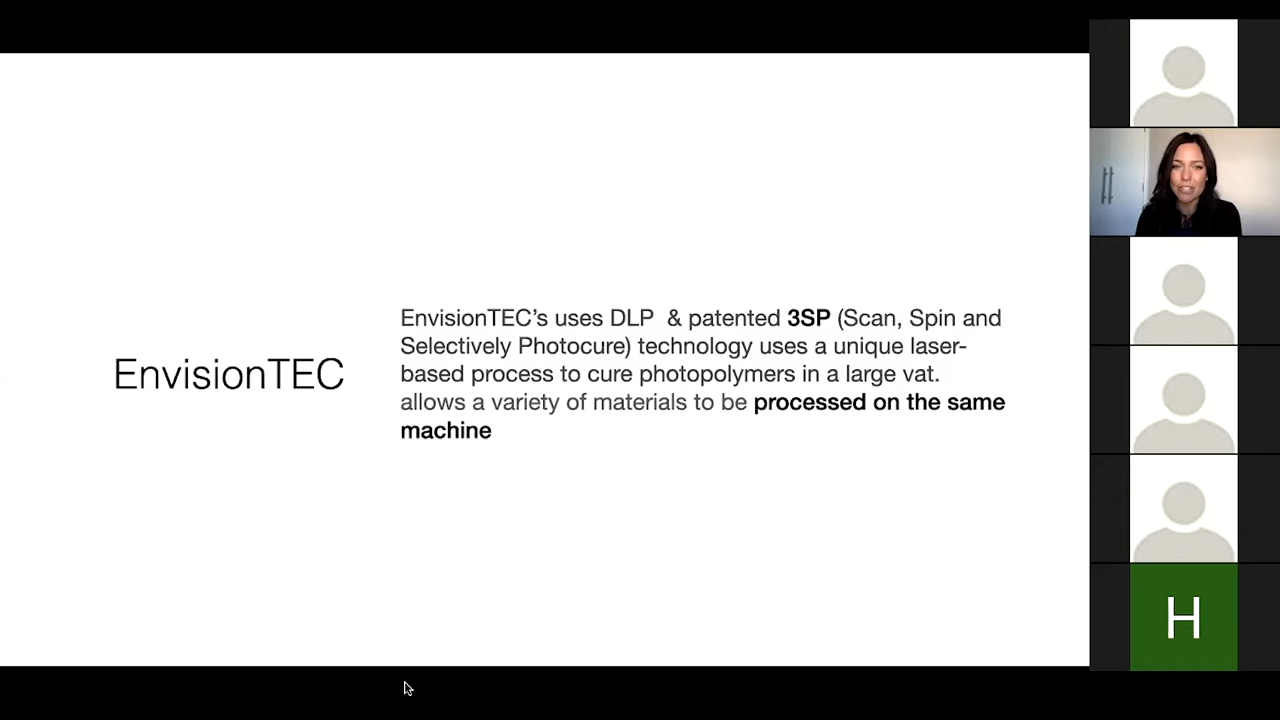 EnvisionTEC
EnvisionTEC’s uses DLP  & patented 3SP (Scan, Spin and
Selectively Photocure) technology uses a unique laser-
based process to cure photopolymers in a large vat.
allows a variety of materials to be processed on the same
machine
H